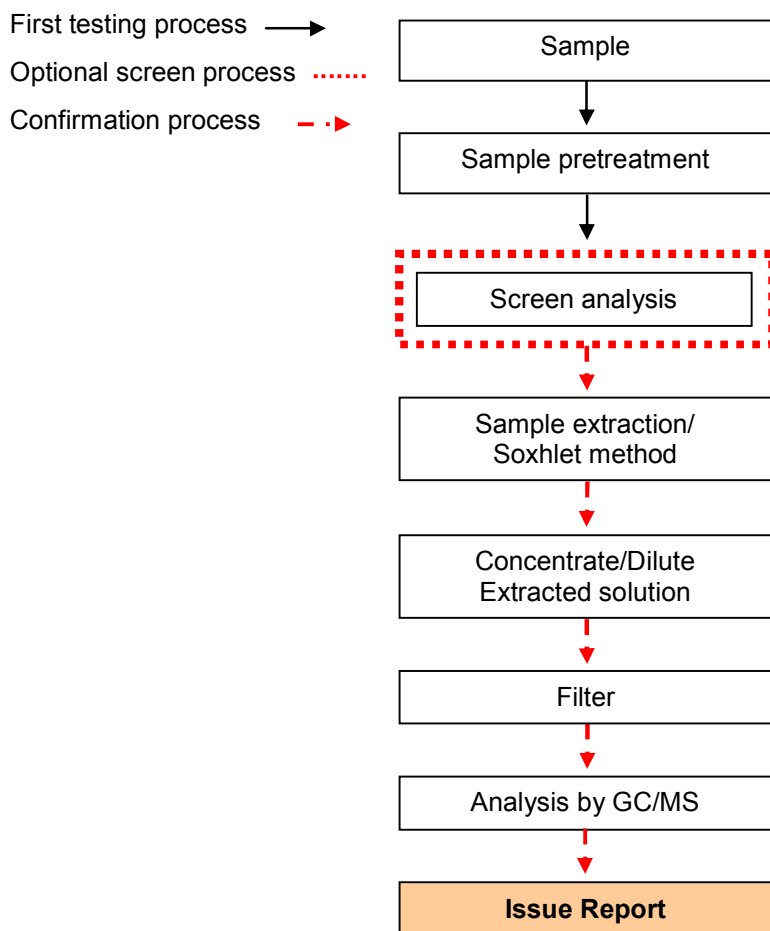 First testing process
Optional screen process
Confirmation process
Sample
Sample pretreatment
Screen analysis
Sample extraction/
Soxhlet method
Concentrate/Dilute
Extracted solution
Filter
Analysis by GC/MS
Issue Report